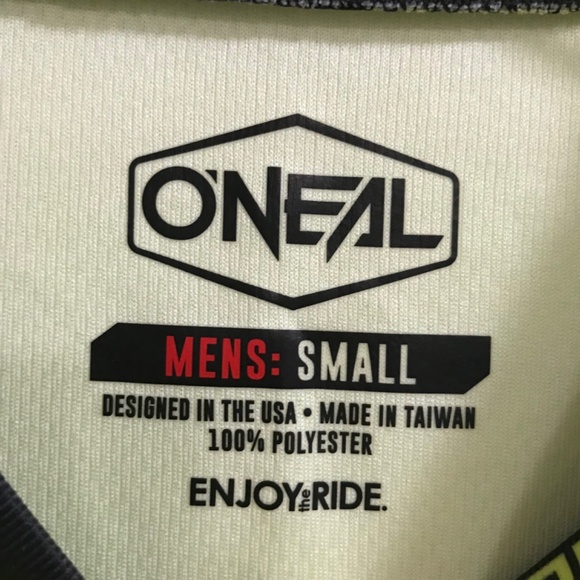 O'NEAL
MENS: SMALL
DESIGNED IN THE USA • MADE IN TAIWAN
100% POLYESTER
ENJOY the RIDE.